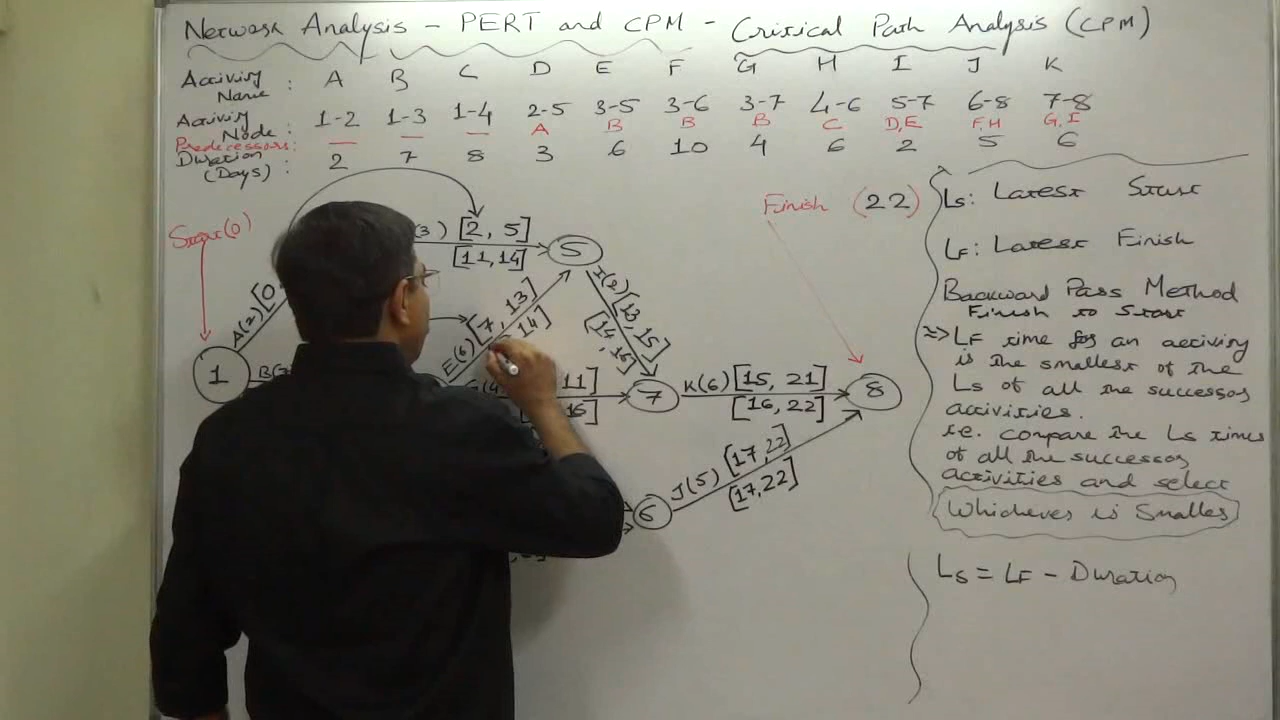 Network Analysis - PERT and CPM - Critical Path Analysis (CPM)
Activity Name : A B C D E F G H I J K
Activity Node : 1-2 1-3 1-4 2-5 3-5 3-6 3-7 4-6 5-7 6-8 7-8
Predecessors : — — — A B B B C D,E F,H G,I
Duration (Days) : 2 7 8 3 6 10 4 6 2 5 6
Start(0)
Finish (22)
A(2) [0
(3) [2, 5]
[11,14]
5
I(2) [13, 15]
[14, 16]
E(6) [7, 13]
14]
1
B(7
G(4
11]
15]
7
K(6) [15, 21]
[16, 22]
8
J(5) [17,22]
[17,22]
6
LS: Latest Start
LF: Latest Finish
Backward Pass Method
Finish to Start
⇒ LF time for an activity
is the smallest of the
LS of all the successor
activities.
i.e. compare the LS times
of all the successor
activities and select
Whichever is Smaller
LS = LF - Duration